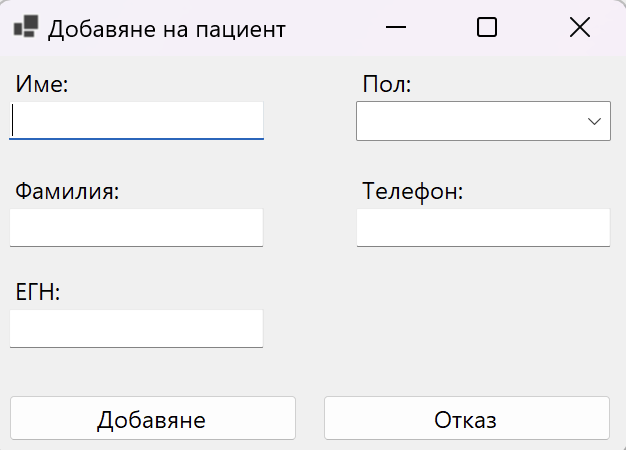 Добавяне на пациент
Име:
Пол:
Фамилия:
Телефон:
ЕГН:
Добавяне
Отказ